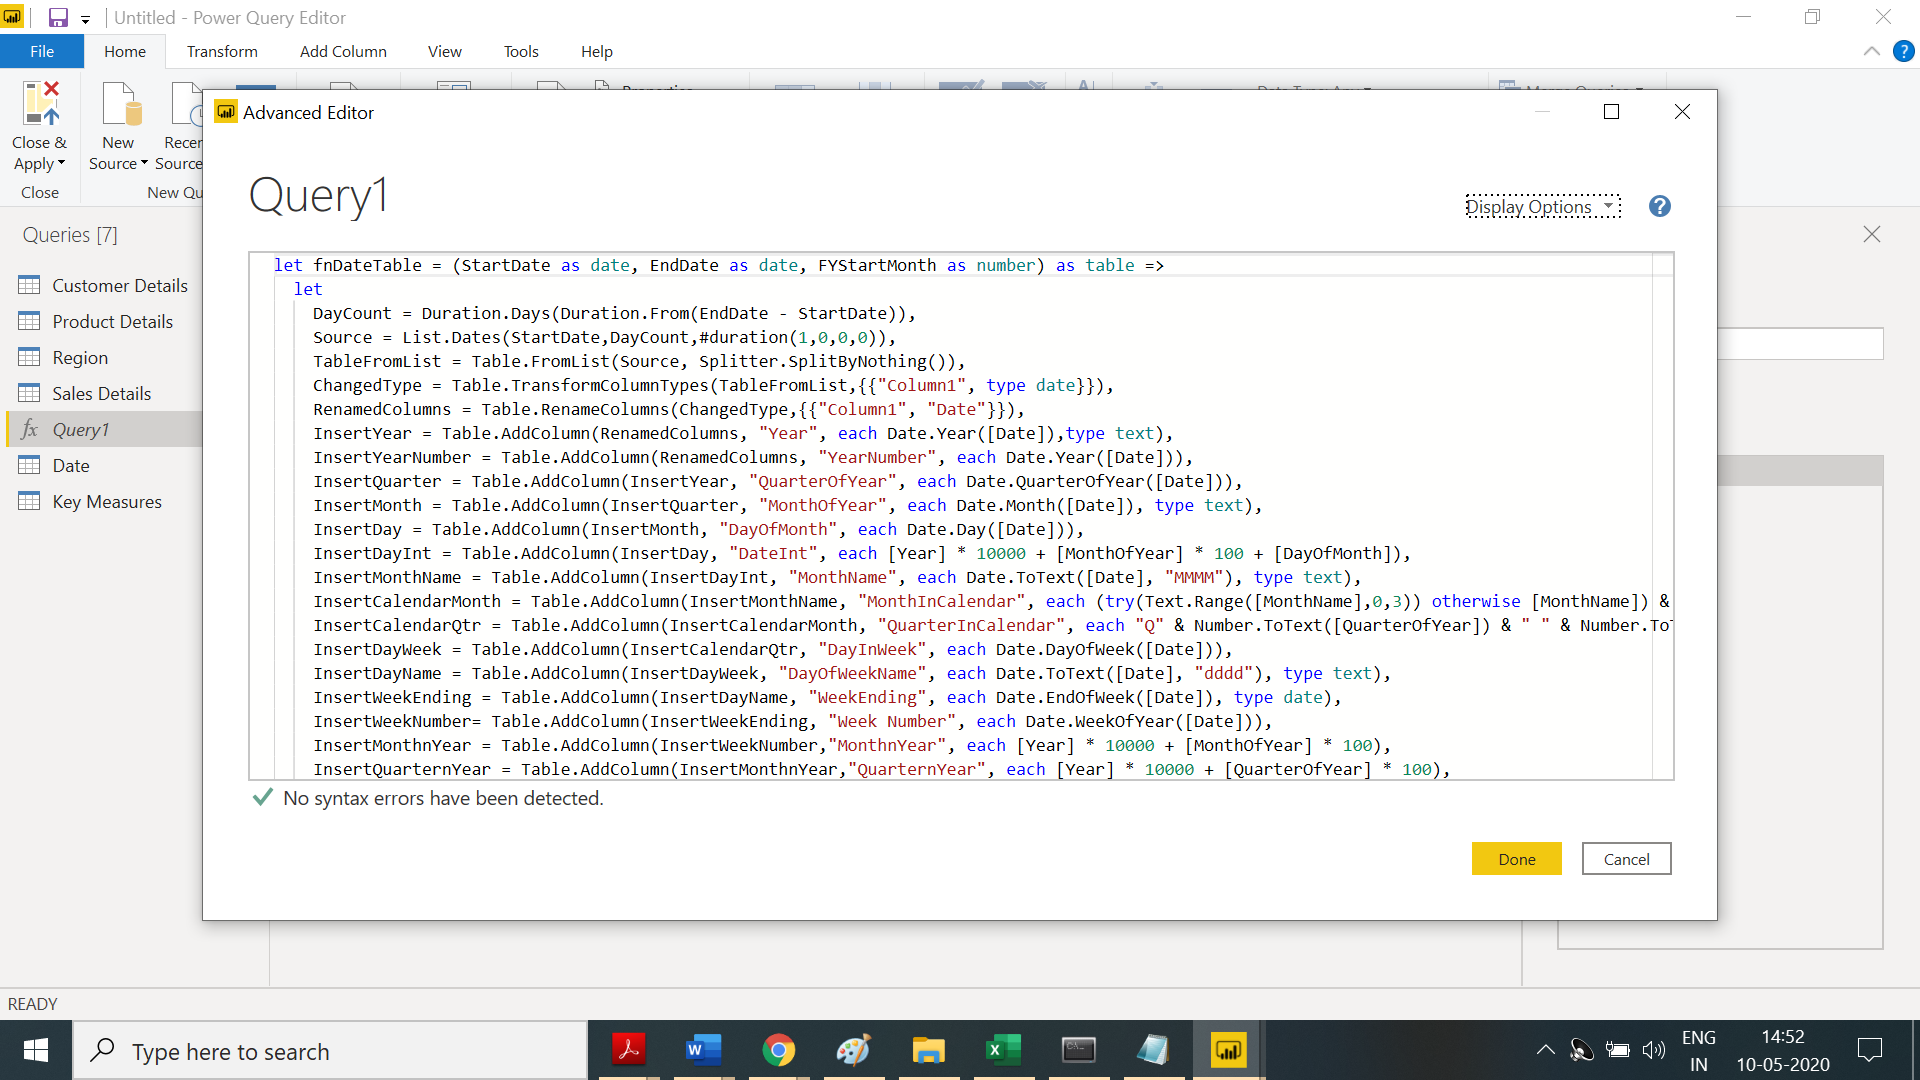 Untitled - Power Query Editor
File Home Transform Add Column View Tools Help
Close & Apply
New Source
Recen Source
Close
New Qu
Advanced Editor
Query1
Display Options
Queries [7]
Customer Details
Product Details
Region
Sales Details
fx Query1
Date
Key Measures
let fnDateTable = (StartDate as date, EndDate as date, FYStartMonth as number) as table =>
let
DayCount = Duration.Days(Duration.From(EndDate - StartDate)),
Source = List.Dates(StartDate,DayCount,#duration(1,0,0,0)),
TableFromList = Table.FromList(Source, Splitter.SplitByNothing()),
ChangedType = Table.TransformColumnTypes(TableFromList,{{"Column1", type date}}),
RenamedColumns = Table.RenameColumns(ChangedType,{{"Column1", "Date"}}),
InsertYear = Table.AddColumn(RenamedColumns, "Year", each Date.Year([Date]),type text),
InsertYearNumber = Table.AddColumn(RenamedColumns, "YearNumber", each Date.Year([Date])),
InsertQuarter = Table.AddColumn(InsertYear, "QuarterOfYear", each Date.QuarterOfYear([Date])),
InsertMonth = Table.AddColumn(InsertQuarter, "MonthOfYear", each Date.Month([Date]), type text),
InsertDay = Table.AddColumn(InsertMonth, "DayOfMonth", each Date.Day([Date])),
InsertDayInt = Table.AddColumn(InsertDay, "DateInt", each [Year] * 10000 + [MonthOfYear] * 100 + [DayOfMonth]),
InsertMonthName = Table.AddColumn(InsertDayInt, "MonthName", each Date.ToText([Date], "MMMM"), type text),
InsertCalendarMonth = Table.AddColumn(InsertMonthName, "MonthInCalendar", each (try(Text.Range([MonthName],0,3)) otherwise [MonthName]) &
InsertCalendarQtr = Table.AddColumn(InsertCalendarMonth, "QuarterInCalendar", each "Q" & Number.ToText([QuarterOfYear]) & " " & Number.To
InsertDayWeek = Table.AddColumn(InsertCalendarQtr, "DayInWeek", each Date.DayOfWeek([Date])),
InsertDayName = Table.AddColumn(InsertDayWeek, "DayOfWeekName", each Date.ToText([Date], "dddd"), type text),
InsertWeekEnding = Table.AddColumn(InsertDayName, "WeekEnding", each Date.EndOfWeek([Date]), type date),
InsertWeekNumber= Table.AddColumn(InsertWeekEnding, "Week Number", each Date.WeekOfYear([Date])),
InsertMonthnYear = Table.AddColumn(InsertWeekNumber,"MonthnYear", each [Year] * 10000 + [MonthOfYear] * 100),
InsertQuarternYear = Table.AddColumn(InsertMonthnYear,"QuarternYear", each [Year] * 10000 + [QuarterOfYear] * 100),
No syntax errors have been detected.
Done Cancel
READY
Type here to search
ENG
IN
14:52
10-05-2020